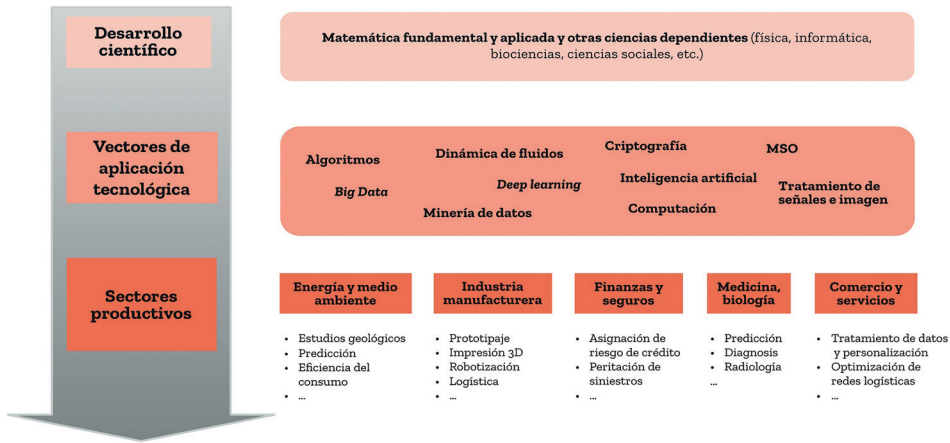 Desarrollo
científico
Matemática fundamental y aplicada y otras ciencias dependientes (física, informática,
biociencias, ciencias sociales, etc.)
Vectores de
aplicación
tecnológica
Algoritmos
Dinámica de fluidos
Criptografía
MSO
Big Data
Deep learning
Inteligencia artificial
Tratamiento de
señales e imagen
Minería de datos
Computación
Sectores
productivos
Energía y medio
ambiente
• Estudios geológicos
• Predicción
• Eficiencia del
consumo
• ...
Industria
manufacturera
• Prototipaje
• Impresión 3D
• Robotización
• Logística
• ...
Finanzas y
seguros
• Asignación de
riesgo de crédito
• Peritación de
siniestros
• ...
Medicina,
biología
• Predicción
• Diagnosis
• Radiología
...
Comercio y
servicios
• Tratamiento de datos
y personalización
• Optimización de
redes logísticas
• ...